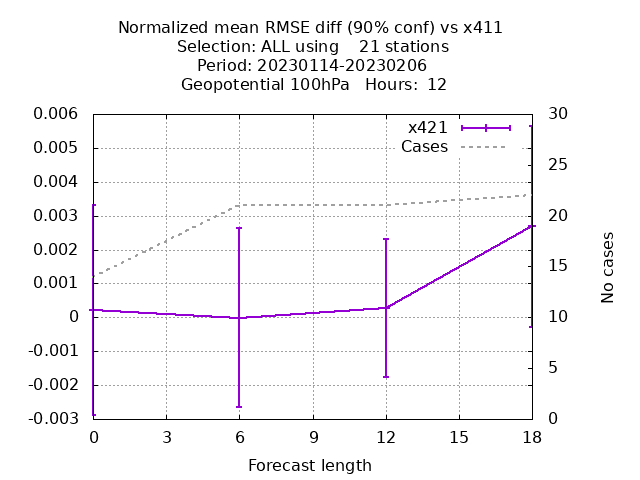 Normalized mean RMSE diff (90% conf) vs x411
Selection: ALL using    21 stations
Period: 20230114-20230206
Geopotential 100hPa   Hours:  12
x421
Cases
0.006
0.005
0.004
0.003
0.002
0.001
0
-0.001
-0.002
-0.003
30
25
20
15
10
5
0
No cases
0 3 6 9 12 15 18
Forecast length